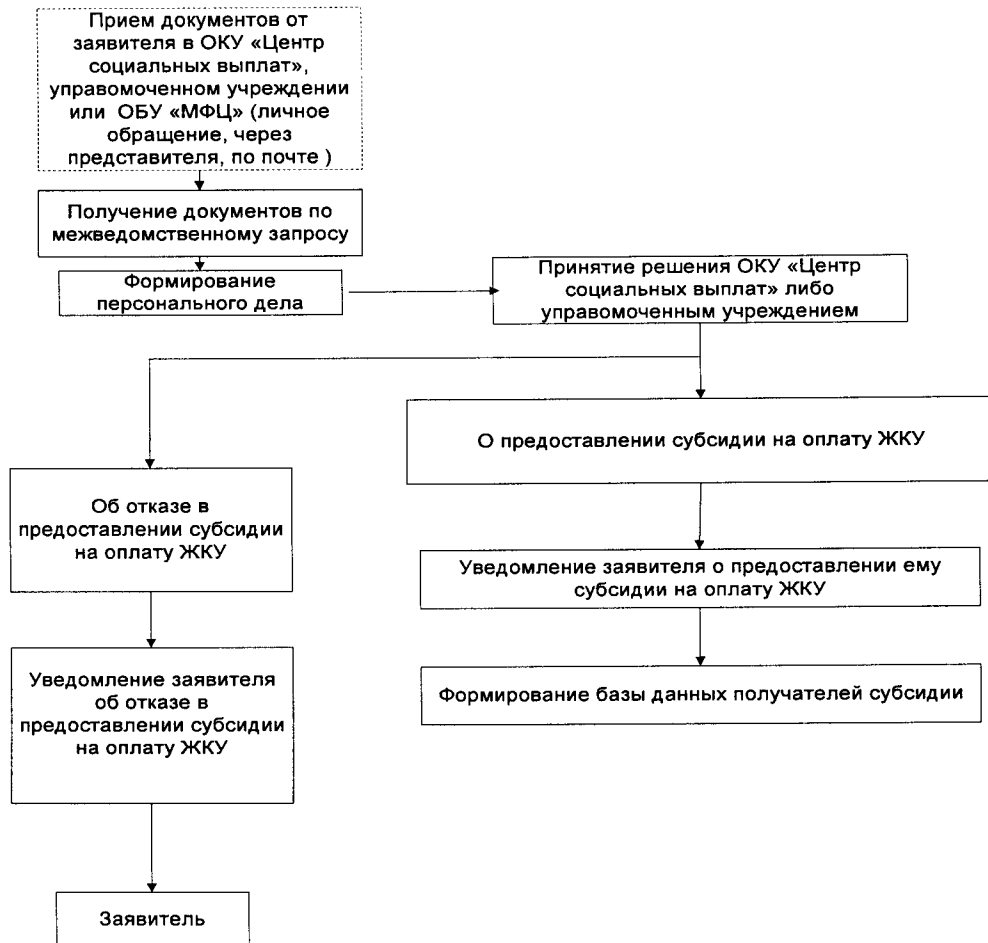 Прием документов от
заявителя в ОКУ «Центр
социальных выплат»,
управомоченном учреждении
или ОБУ «МФЦ» (личное
обращение, через
представителя, по почте )
Получение документов по
межведомственному запросу
Формирование
персонального дела
Принятие решения ОКУ «Центр
социальных выплат» либо
управомоченным учреждением
О предоставлении субсидии на оплату ЖКУ
Об отказе в
предоставлении субсидии
на оплату ЖКУ
Уведомление заявителя о предоставлении ему
субсидии на оплату ЖКУ
Уведомление заявителя
об отказе в
предоставлении субсидии
на оплату ЖКУ
Формирование базы данных получателей субсидии
Заявитель